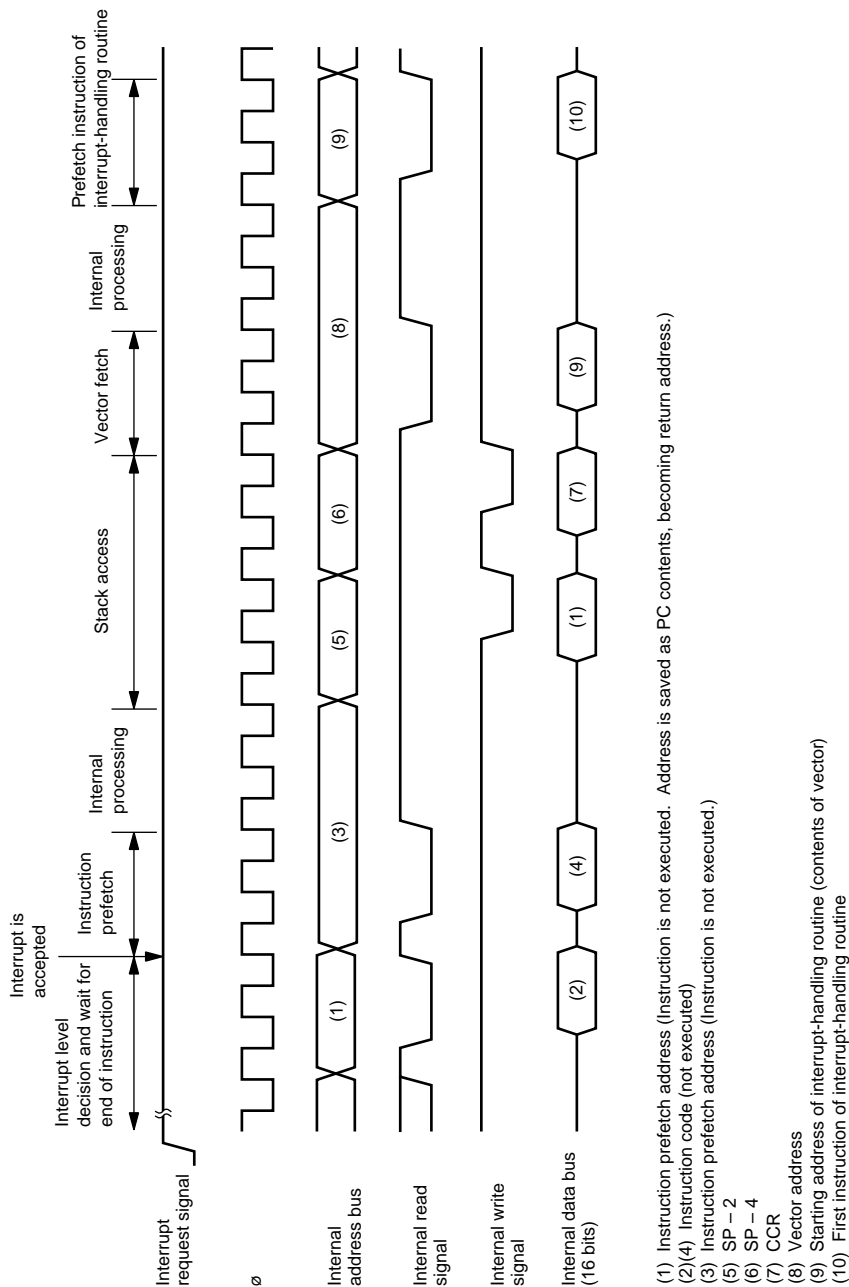 Interrupt is
accepted
Interrupt level
decision and wait for
end of instruction
Instruction
prefetch
Internal
processing
Stack access
Vector fetch
Internal
processing
Prefetch instruction of
interrupt-handling routine
Interrupt
request signal
ø
Internal
address bus
(1)
(3)
(5)
(6)
(8)
(9)
Internal read
signal
Internal write
signal
Internal data bus
(16 bits)
(2)
(4)
(1)
(7)
(9)
(10)
(1) Instruction prefetch address (Instruction is not executed. Address is saved as PC contents, becoming return address.)
(2)(4) Instruction code (not executed)
(3) Instruction prefetch address (Instruction is not executed.)
(5) SP – 2
(6) SP – 4
(7) CCR
(8) Vector address
(9) Starting address of interrupt-handling routine (contents of vector)
(10) First instruction of interrupt-handling routine